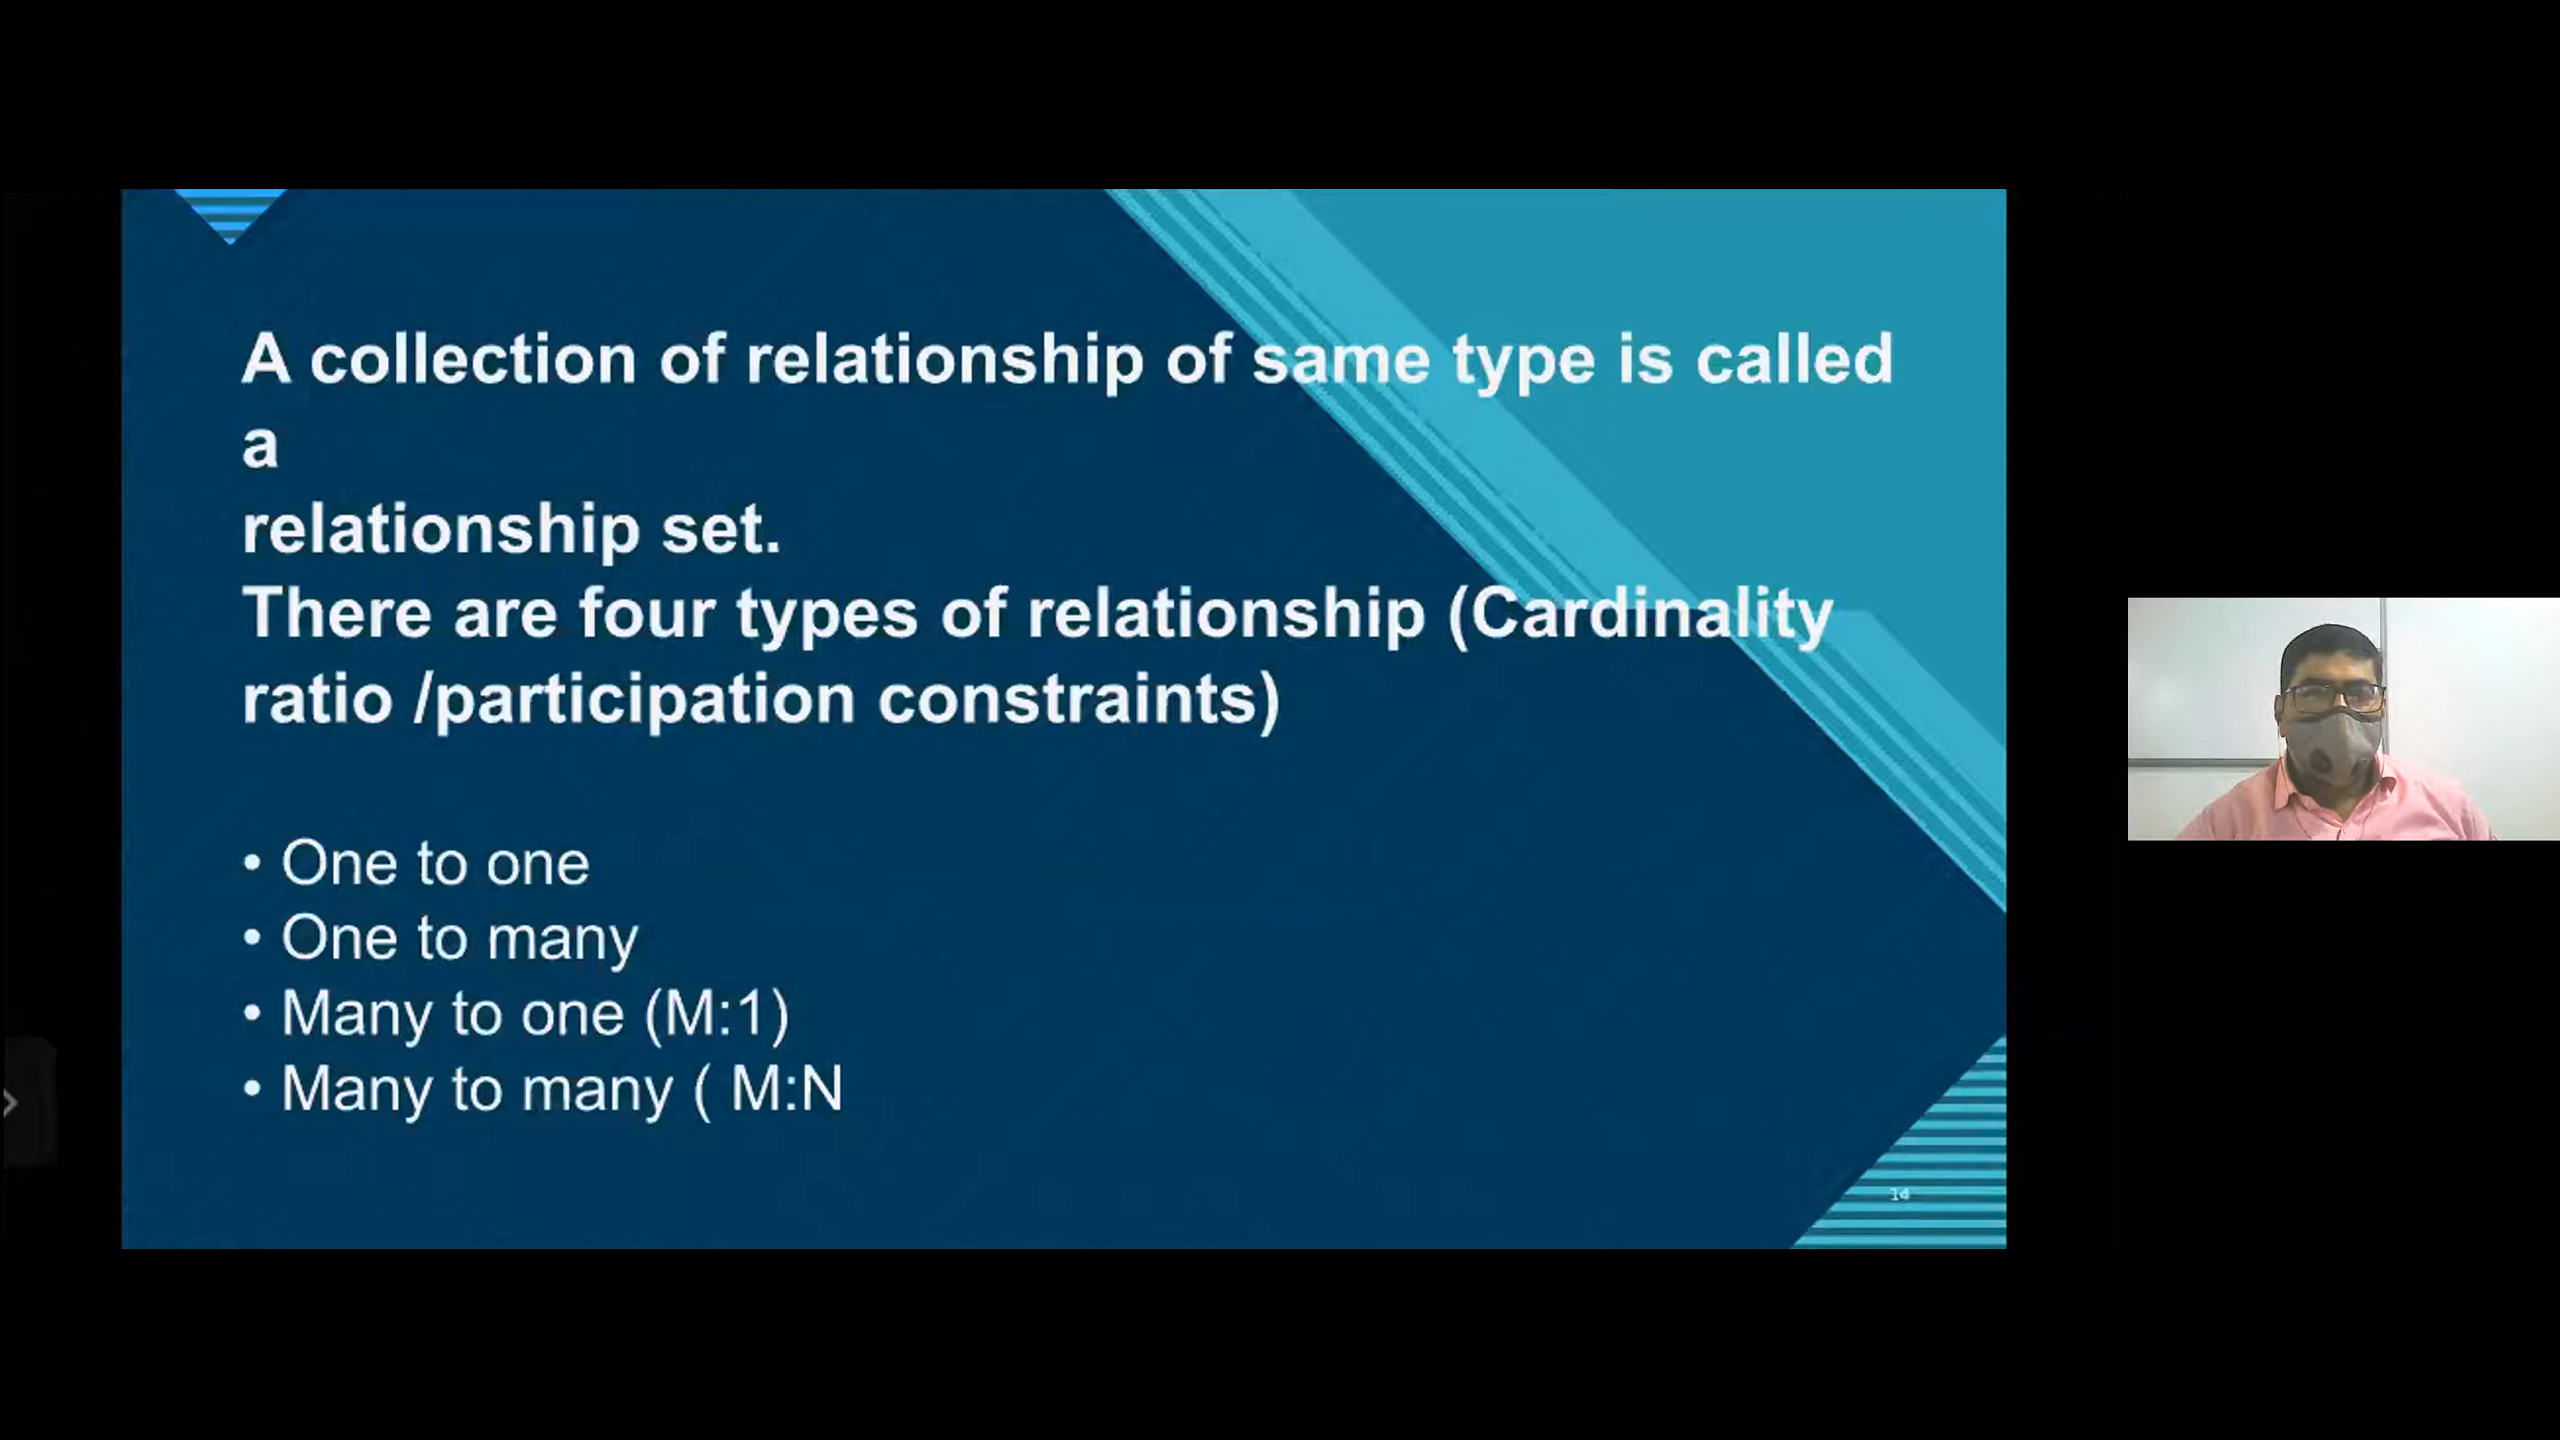 A collection of relationship of same type is called
a
relationship set.
There are four types of relationship (Cardinality
ratio /participation constraints)
• One to one
• One to many
• Many to one (M:1)
• Many to many ( M:N
14